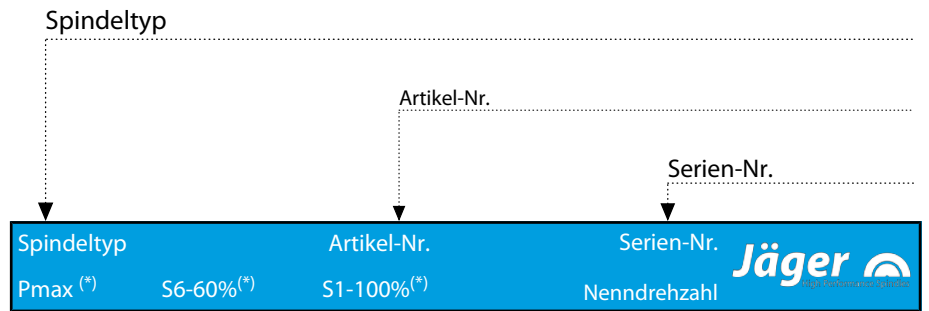 Spindeltyp
Artikel-Nr.
Serien-Nr.
Spindeltyp Artikel-Nr. Serien-Nr.
Jäger
Pmax (*) S6-60%(*) S1-100%(*) Nenndrehzahl